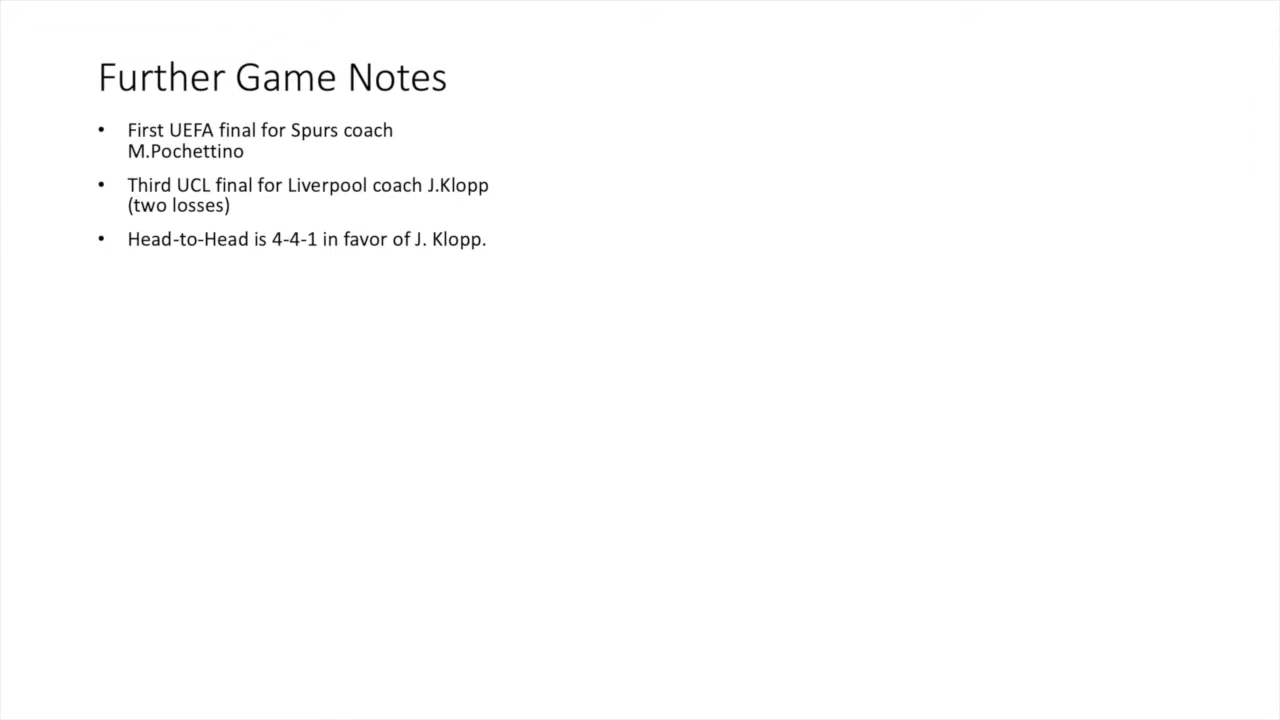 Further Game Notes
• First UEFA final for Spurs coach
M.Pochettino
• Third UCL final for Liverpool coach J.Klopp
(two losses)
• Head-to-Head is 4-4-1 in favor of J. Klopp.